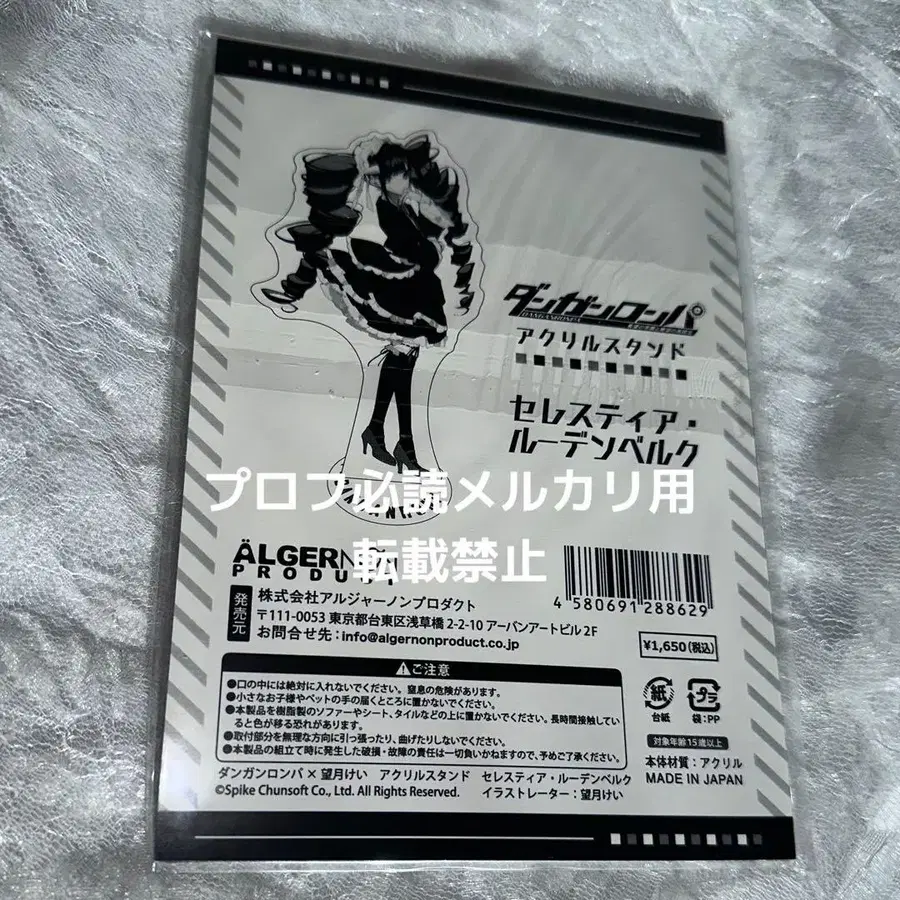 ダンガンロンパ
DANGANRONPA
アクリルスタンド
セレスティア・
ルーデンベルク
プロフ必読メルカリ用
転載禁止
ÄLGERNON
PRODUCT
発売元
株式会社アルジャーノンプロダクト
〒111-0053 東京都台東区浅草橋 2-2-10 アーバンアートビル 2F
お問合せ先：info@algernonproduct.co.jp
4 580691 288629
¥1,650(税込)
ご注意
●口の中には絶対に入れないでください。窒息の危険があります。
●小さなお子様やペットの手の届くところに置かないでください。
●本製品を樹脂製のソファーやシート、タイルなどの上に置かないでください。長時間接触していると色が移る恐れがあります。
●取付部分を無理な方向に引っ張ったり、曲げたりしないでください。
●本製品の組立て時に発生した破損・故障の責任は一切負いかねますので、予めご了承ください。
紙
台紙
プラ
袋：PP
対象年齢15歳以上
本体材質：アクリル
MADE IN JAPAN
ダンガンロンパ × 望月けい アクリルスタンド セレスティア・ルーデンベルク
©Spike Chunsoft Co., Ltd. All Rights Reserved. イラストレーター：望月けい